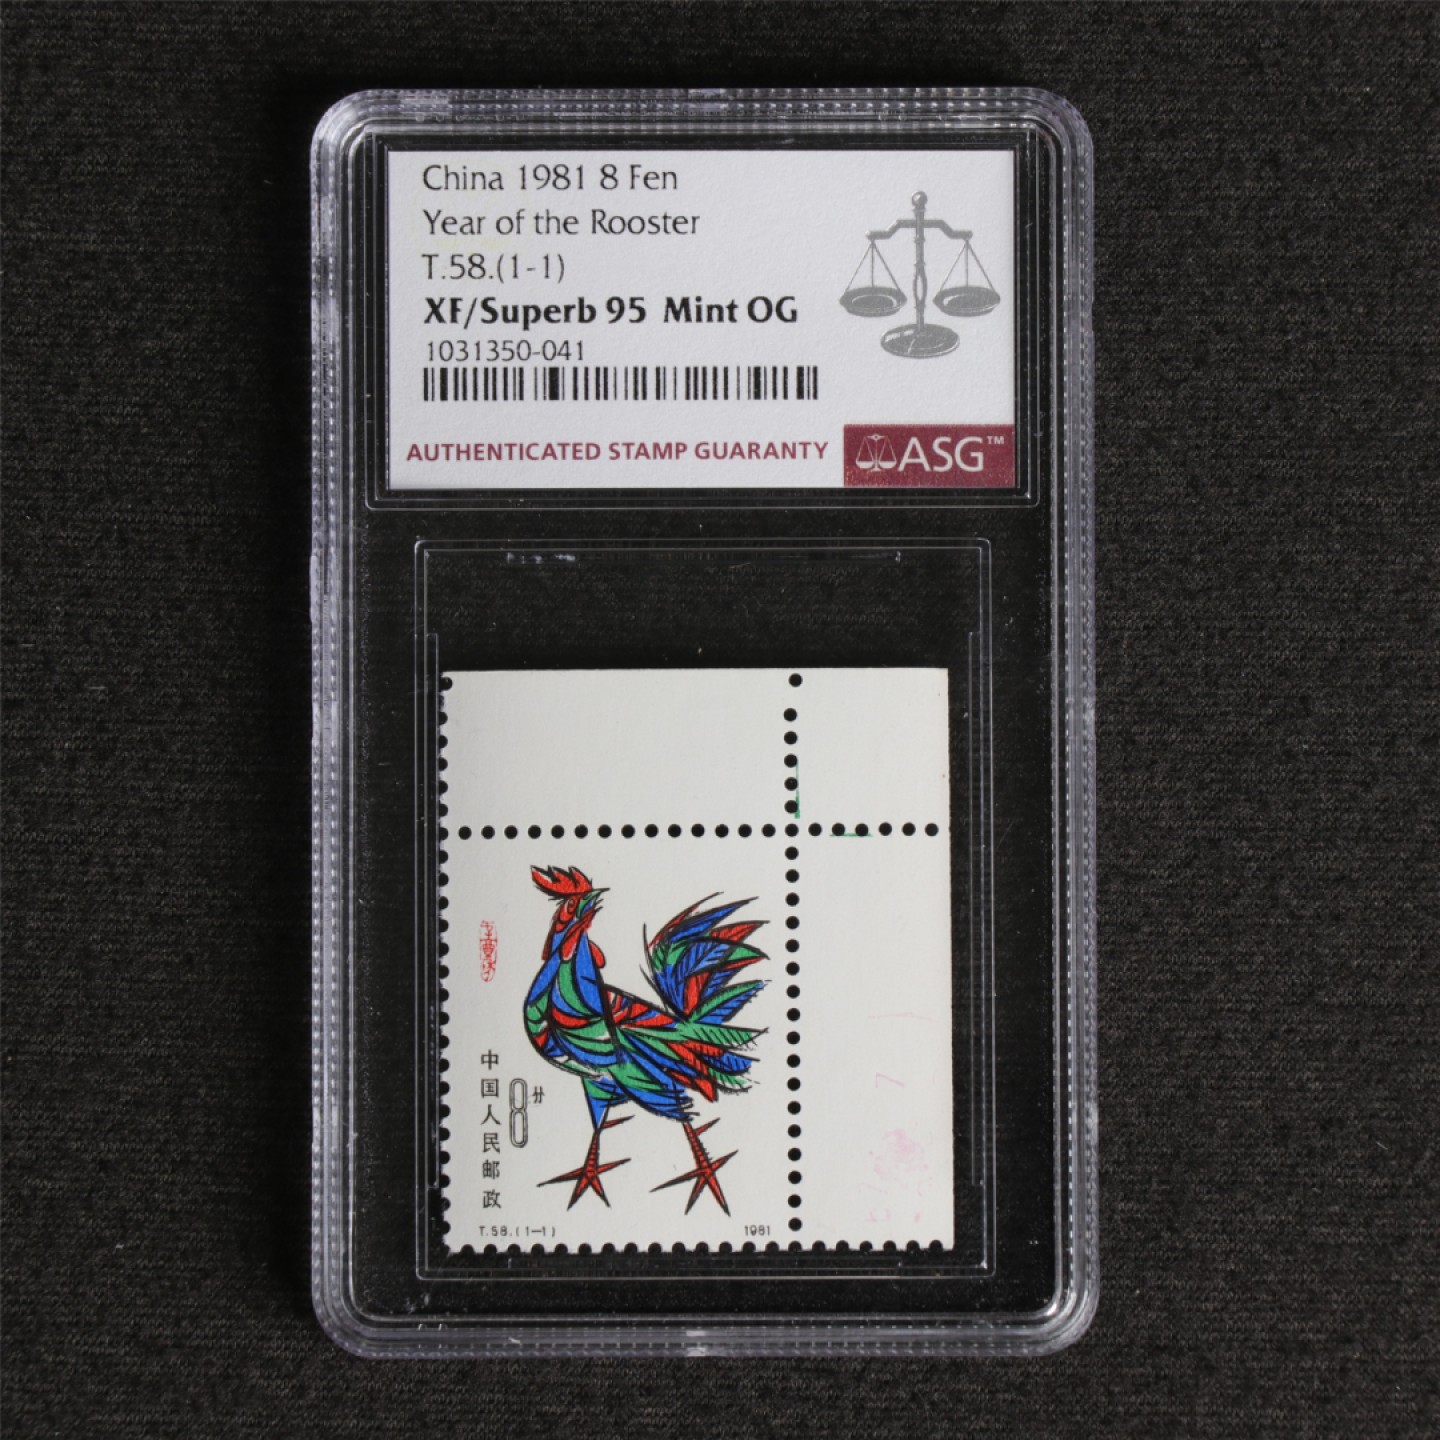 China 1981 8 Fen
Year of the Rooster
T.58.(1-1)
XF/Superb 95 Mint OG
1031350-041
AUTHENTICATED STAMP GUARANTY
ASG™
中国人民邮政
8分
T.58.(1—1)
1981